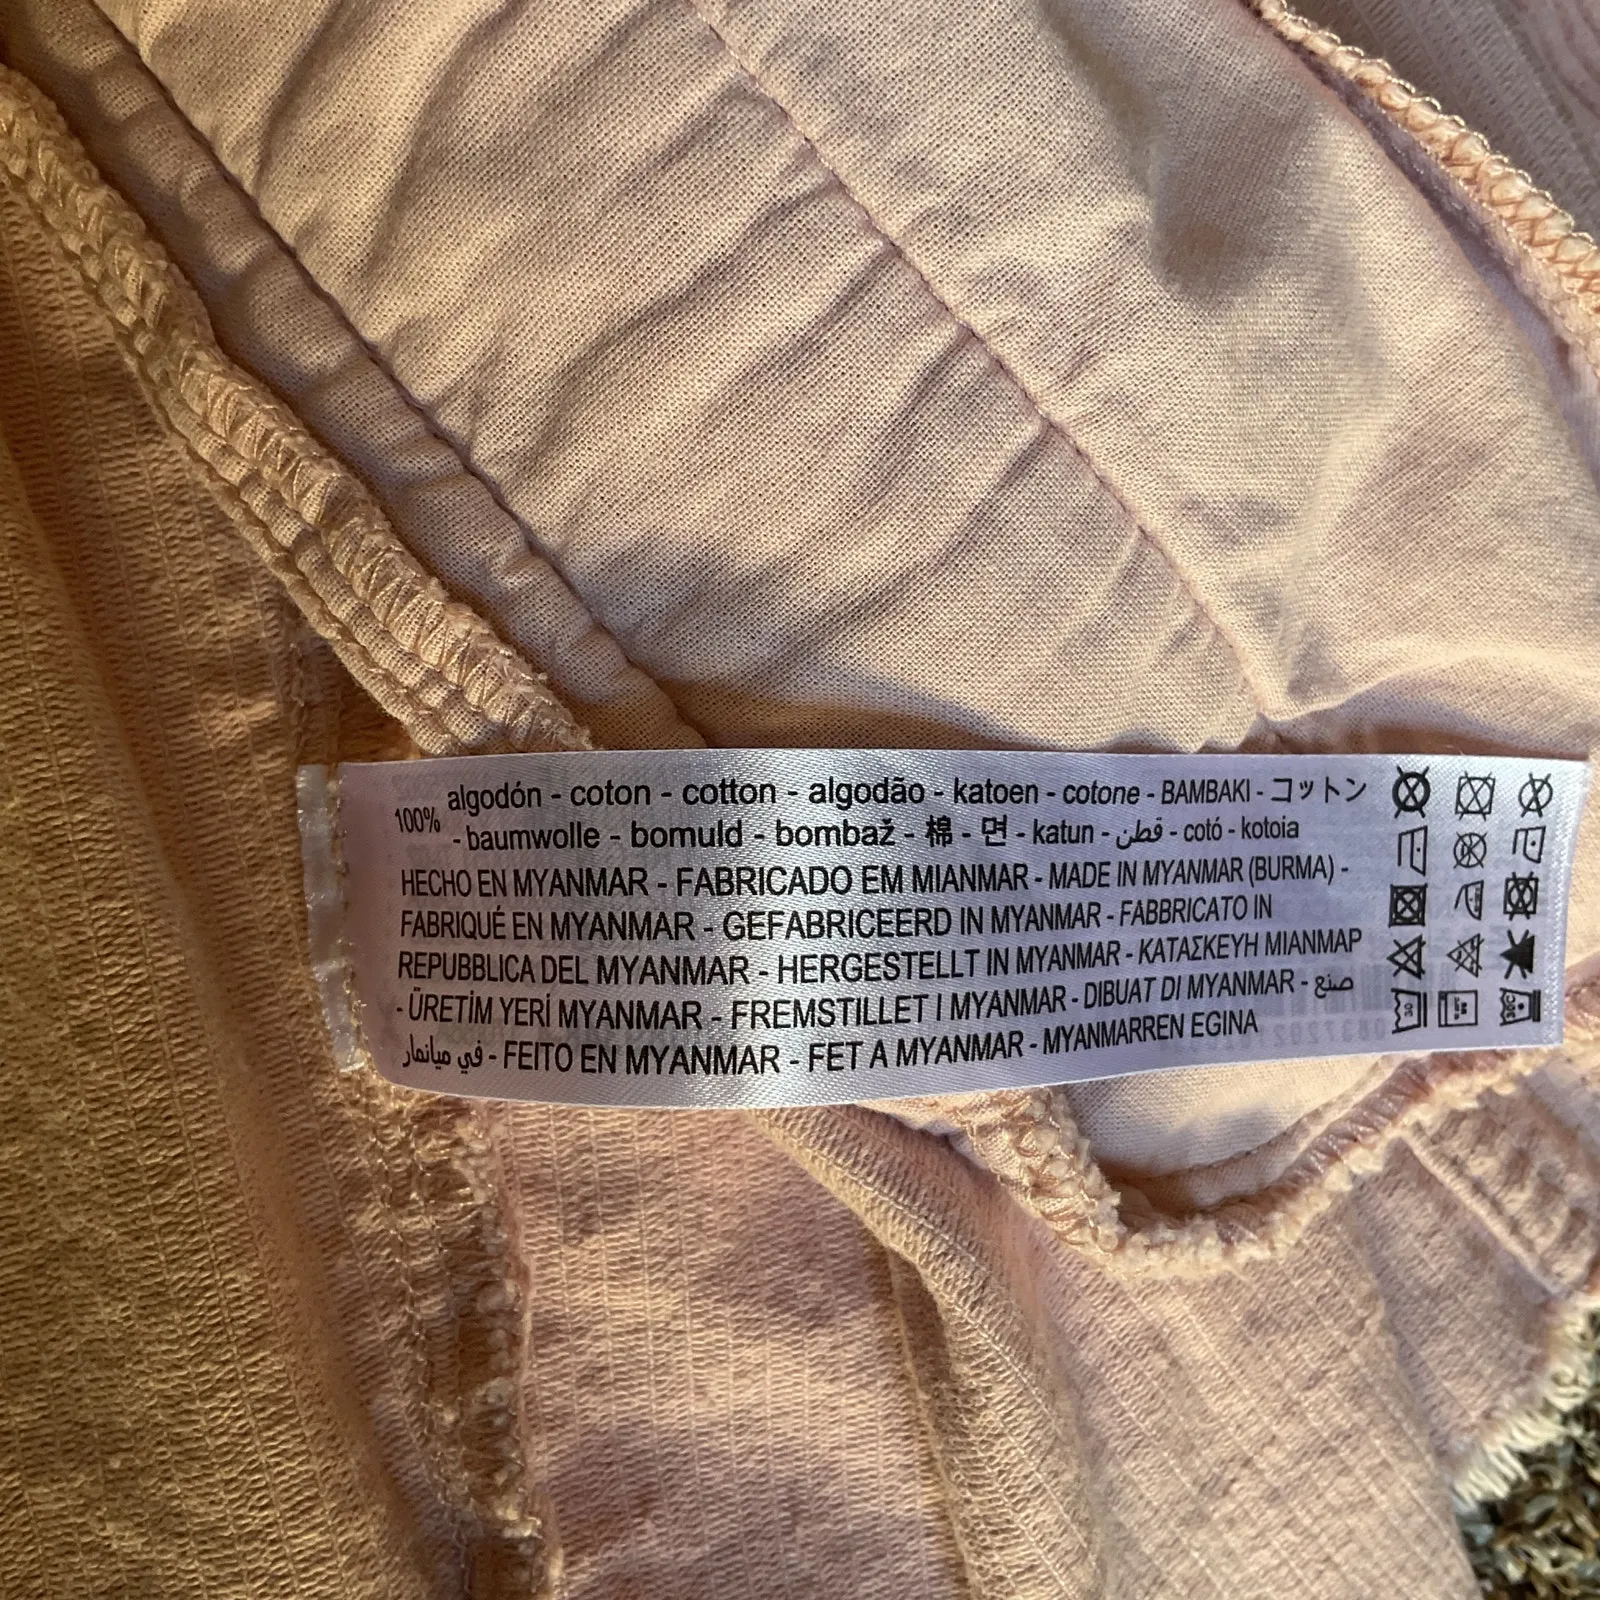 100% algodón - coton - cotton - algodão - katoen - cotone - BAMBAKI - コットン
- baumwolle - bomuld - bombaž - 棉 - 면 - katun - قطن - cotó - kotoia
HECHO EN MYANMAR - FABRICADO EM MIANMAR - MADE IN MYANMAR (BURMA) -
FABRIQUÉ EN MYANMAR - GEFABRICEERD IN MYANMAR - FABBRICATO IN
REPUBBLICA DEL MYANMAR - HERGESTELLT IN MYANMAR - ΚΑΤΑΣΚΕΥΗ ΜΙΑΝΜΑΡ
- ÜRETİM YERİ MYANMAR - FREMSTILLET I MYANMAR - DIBUAT DI MYANMAR - صنع
في ميانمار - FEITO EN MYANMAR - FET A MYANMAR - MYANMARREN EGINA